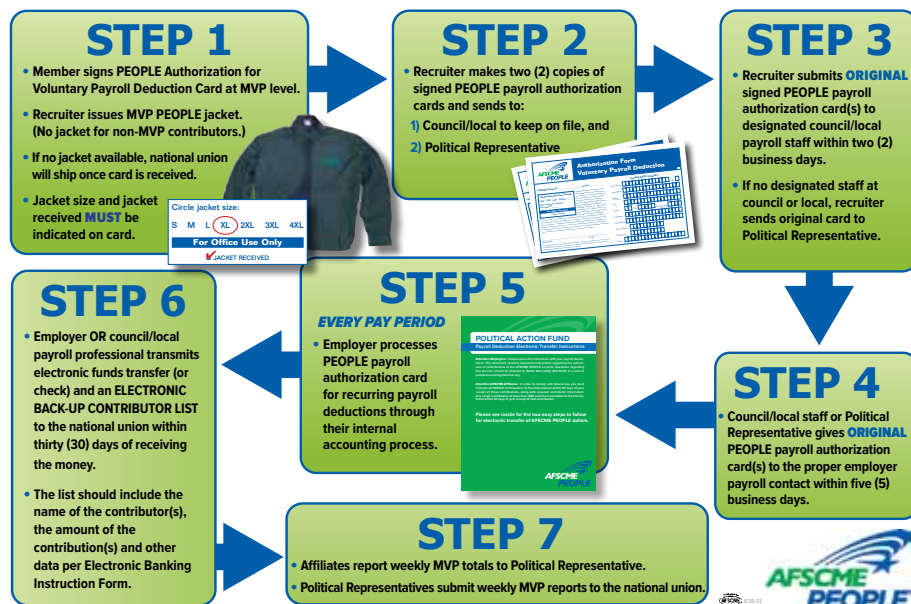 STEP 1
• Member signs PEOPLE Authorization for
Voluntary Payroll Deduction Card at MVP level.
• Recruiter issues MVP PEOPLE jacket.
(No jacket for non-MVP contributors.)
• If no jacket available, national union
will ship once card is received.
• Jacket size and jacket
received MUST be
indicated on card.
Circle jacket size:
S M L XL 2XL 3XL 4XL
For Office Use Only
JACKET RECEIVED
STEP 2
• Recruiter makes two (2) copies of
signed PEOPLE payroll authorization
cards and sends to:
1) Council/local to keep on file, and
2) Political Representative
AFSCME
PEOPLE
Authorization Form
Voluntary Payroll Deduction
STEP 3
• Recruiter submits ORIGINAL
signed PEOPLE payroll
authorization card(s) to
designated council/local
payroll staff within two (2)
business days.
• If no designated staff at
council or local, recruiter
sends original card to
Political Representative.
STEP 4
• Council/local staff or Political
Representative gives ORIGINAL
PEOPLE payroll authorization
card(s) to the proper employer
payroll contact within five (5)
business days.
STEP 5
EVERY PAY PERIOD
• Employer processes
PEOPLE payroll
authorization card
for recurring payroll
deductions through
their internal
accounting process.
POLITICAL ACTION FUND
Payroll Deduction Electronic Transfer Instructions
Please see inside for the two easy steps to follow
for electronic transfer of AFSCME PEOPLE dollars.
AFSCME
PEOPLE
STEP 6
• Employer OR council/local
payroll professional transmits
electronic funds transfer (or
check) and an ELECTRONIC
BACK-UP CONTRIBUTOR LIST
to the national union within
thirty (30) days of receiving
the money.
• The list should include the
name of the contributor(s),
the amount of the
contribution(s) and other
data per Electronic Banking
Instruction Form.
STEP 7
• Affiliates report weekly MVP totals to Political Representative.
• Political Representatives submit weekly MVP reports to the national union.
AFSCME
PEOPLE